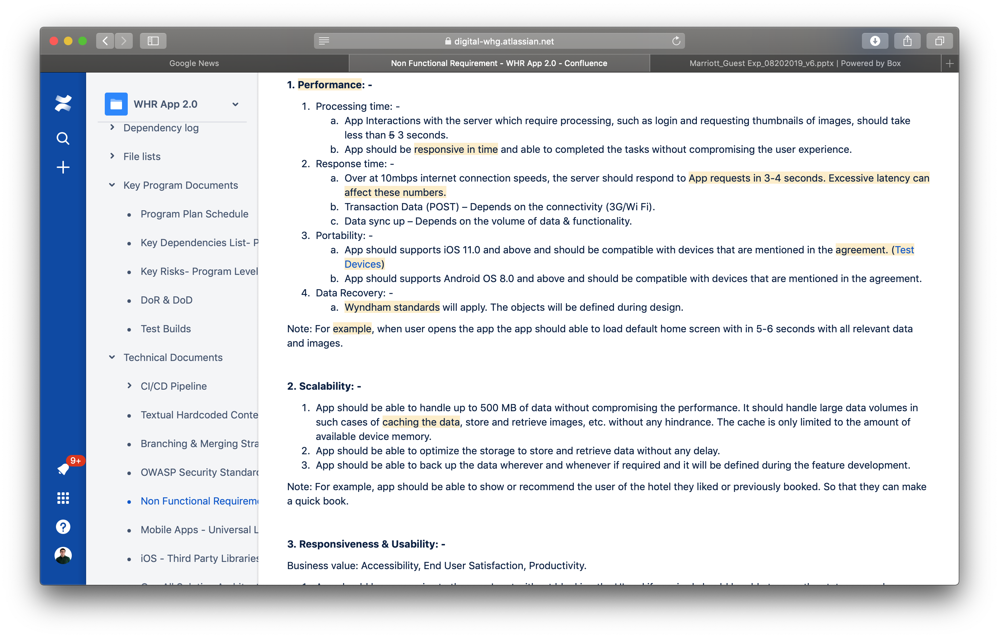 digital-whg.atlassian.net
Google News
Non Functional Requirement - WHR App 2.0 - Confluence
Marriott_Guest Exp_08202019_v6.pptx | Powered by Box
WHR App 2.0
Dependency log
File lists
Key Program Documents
Program Plan Schedule
Key Dependencies List- P
Key Risks- Program Level
DoR & DoD
Test Builds
Technical Documents
CI/CD Pipeline
Textual Hardcoded Conte
Branching & Merging Stra
OWASP Security Standard
Non Functional Requireme
Mobile Apps - Universal L
iOS - Third Party Libraries
9+
1. Performance: -
1. Processing time: -
a. App Interactions with the server which require processing, such as login and requesting thumbnails of images, should take
less than 5 3 seconds.
b. App should be responsive in time and able to completed the tasks without compromising the user experience.
2. Response time: -
a. Over at 10mbps internet connection speeds, the server should respond to App requests in 3-4 seconds. Excessive latency can
affect these numbers.
b. Transaction Data (POST) – Depends on the connectivity (3G/Wi Fi).
c. Data sync up – Depends on the volume of data & functionality.
3. Portability: -
a. App should supports iOS 11.0 and above and should be compatible with devices that are mentioned in the agreement. (Test
Devices)
b. App should supports Android OS 8.0 and above and should be compatible with devices that are mentioned in the agreement.
4. Data Recovery: -
a. Wyndham standards will apply. The objects will be defined during design.
Note: For example, when user opens the app the app should able to load default home screen with in 5-6 seconds with all relevant data
and images.
2. Scalability: -
1. App should be able to handle up to 500 MB of data without compromising the performance. It should handle large data volumes in
such cases of caching the data, store and retrieve images, etc. without any hindrance. The cache is only limited to the amount of
available device memory.
2. App should be able to optimize the storage to store and retrieve data without any delay.
3. App should be able to back up the data wherever and whenever if required and it will be defined during the feature development.
Note: For example, app should be able to show or recommend the user of the hotel they liked or previously booked. So that they can make
a quick book.
3. Responsiveness & Usability: -
Business value: Accessibility, End User Satisfaction, Productivity.